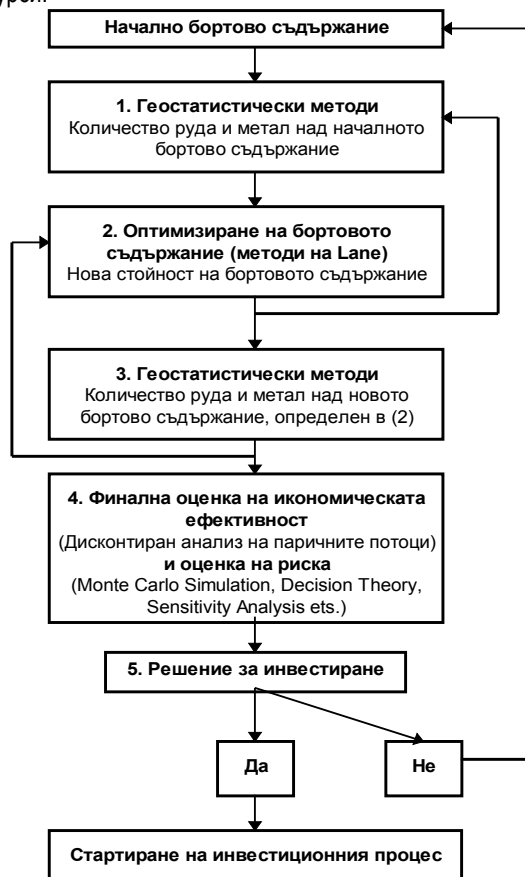 Начално бортово съдържание
1. Геостатистически методи
Количество руда и метал над началното
бортово съдържание
2. Оптимизиране на бортовото
съдържание (методи на Lane)
Нова стойност на бортовото съдържание
3. Геостатистически методи
Количество руда и метал над новото
бортово съдържание, определен в (2)
4. Финална оценка на икономическата
ефективност
(Дисконтиран анализ на паричните потоци)
и оценка на риска
(Monte Carlo Simulation, Decision Theory,
Sensitivity Analysis ets.)
5. Решение за инвестиране
Да
Не
Стартиране на инвестиционния процес